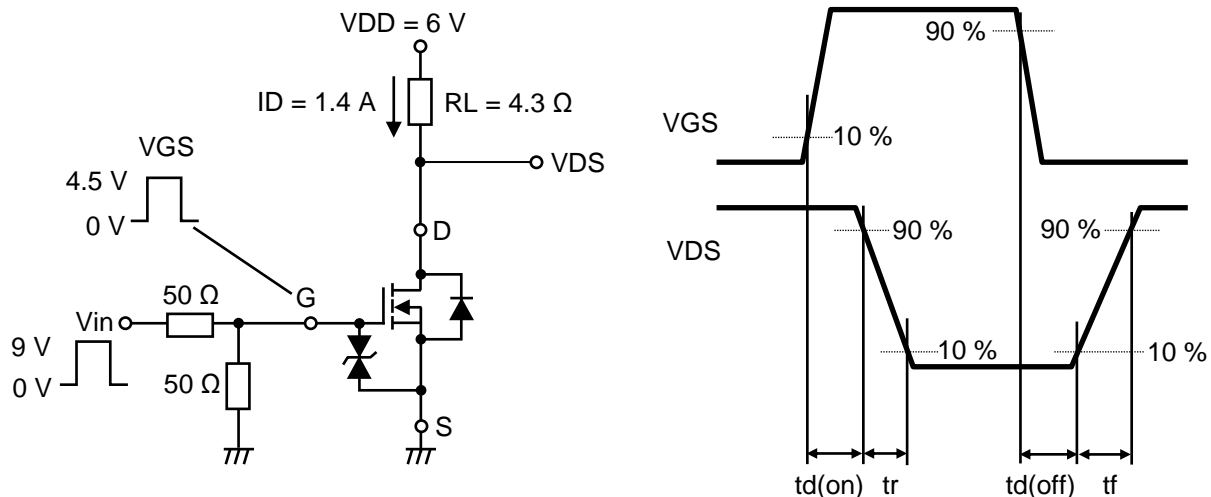 VDD = 6 V
ID = 1.4 A
RL = 4.3 Ω
VGS
4.5 V
0 V
VDS
D
50 Ω
G
Vin
9 V
0 V
50 Ω
S
90 %
VGS
10 %
90 %
90 %
VDS
10 %
10 %
td(on)
tr
td(off)
tf